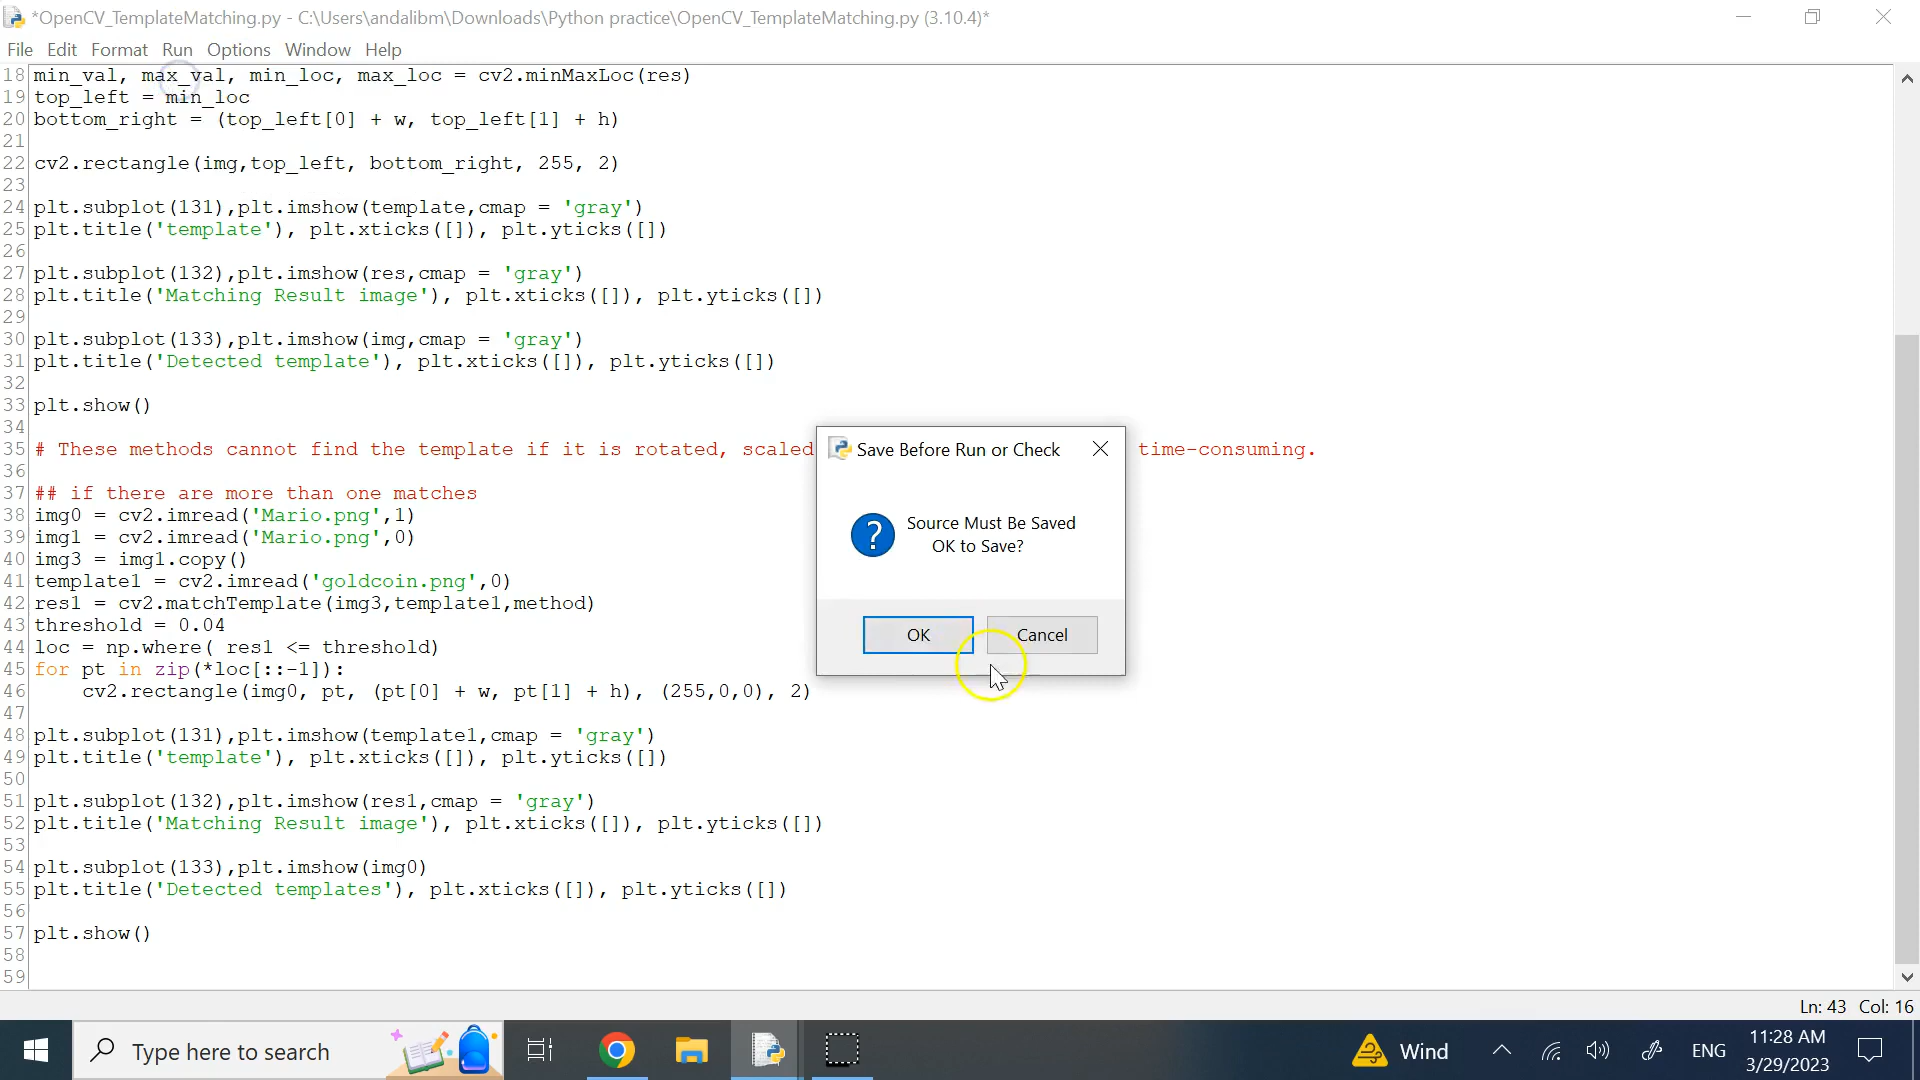 *OpenCV_TemplateMatching.py - C:\Users\andalibm\Downloads\Python practice\OpenCV_TemplateMatching.py (3.10.4)*
File Edit Format Run Options Window Help
18 min_val, max_val, min_loc, max_loc = cv2.minMaxLoc(res)
19 top_left = min_loc
20 bottom_right = (top_left[0] + w, top_left[1] + h)
21
22 cv2.rectangle(img,top_left, bottom_right, 255, 2)
23
24 plt.subplot(131),plt.imshow(template,cmap = 'gray')
25 plt.title('template'), plt.xticks([]), plt.yticks([])
26
27 plt.subplot(132),plt.imshow(res,cmap = 'gray')
28 plt.title('Matching Result image'), plt.xticks([]), plt.yticks([])
29
30 plt.subplot(133),plt.imshow(img,cmap = 'gray')
31 plt.title('Detected template'), plt.xticks([]), plt.yticks([])
32
33 plt.show()
34
35 # These methods cannot find the template if it is rotated, scaled time-consuming.
36
37 ## if there are more than one matches
38 img0 = cv2.imread('Mario.png',1)
39 img1 = cv2.imread('Mario.png',0)
40 img3 = img1.copy()
41 template1 = cv2.imread('goldcoin.png',0)
42 res1 = cv2.matchTemplate(img3,template1,method)
43 threshold = 0.04
44 loc = np.where( res1 <= threshold)
45 for pt in zip(*loc[::-1]):
46     cv2.rectangle(img0, pt, (pt[0] + w, pt[1] + h), (255,0,0), 2)
47
48 plt.subplot(131),plt.imshow(template1,cmap = 'gray')
49 plt.title('template'), plt.xticks([]), plt.yticks([])
50
51 plt.subplot(132),plt.imshow(res1,cmap = 'gray')
52 plt.title('Matching Result image'), plt.xticks([]), plt.yticks([])
53
54 plt.subplot(133),plt.imshow(img0)
55 plt.title('Detected templates'), plt.xticks([]), plt.yticks([])
56
57 plt.show()
58
59
Save Before Run or Check
Source Must Be Saved
OK to Save?
OK Cancel
Ln: 43 Col: 16
Type here to search
Wind
ENG
11:28 AM
3/29/2023